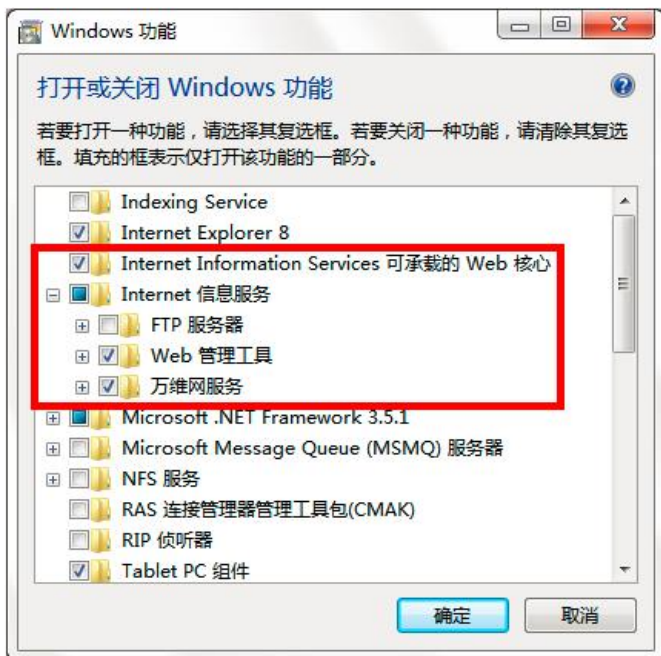 Windows 功能
打开或关闭 Windows 功能
若要打开一种功能，请选择其复选框。若要关闭一种功能，请清除其复选
框。填充的框表示仅打开该功能的一部分。
Indexing Service
Internet Explorer 8
Internet Information Services 可承载的 Web 核心
Internet 信息服务
FTP 服务器
Web 管理工具
万维网服务
Microsoft .NET Framework 3.5.1
Microsoft Message Queue (MSMQ) 服务器
NFS 服务
RAS 连接管理器管理工具包(CMAK)
RIP 侦听器
Tablet PC 组件
确定 取消